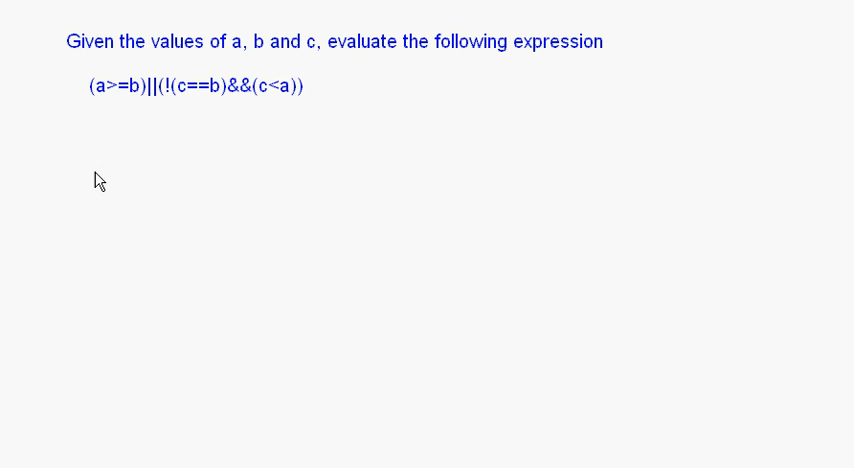 Given the values of a, b and c, evaluate the following expression
(a>=b)||(!(c==b)&&(c<a))